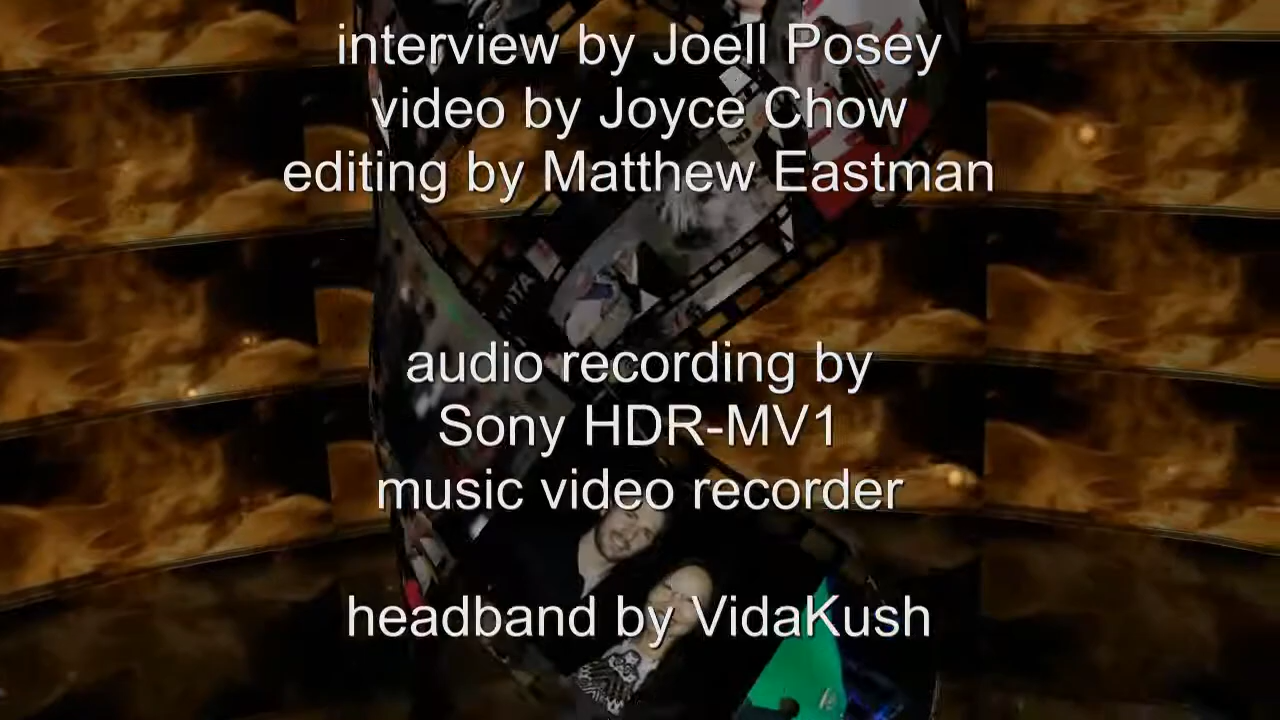 interview by Joell Posey
video by Joyce Chow
editing by Matthew Eastman
audio recording by
Sony HDR-MV1
music video recorder
headband by VidaKush